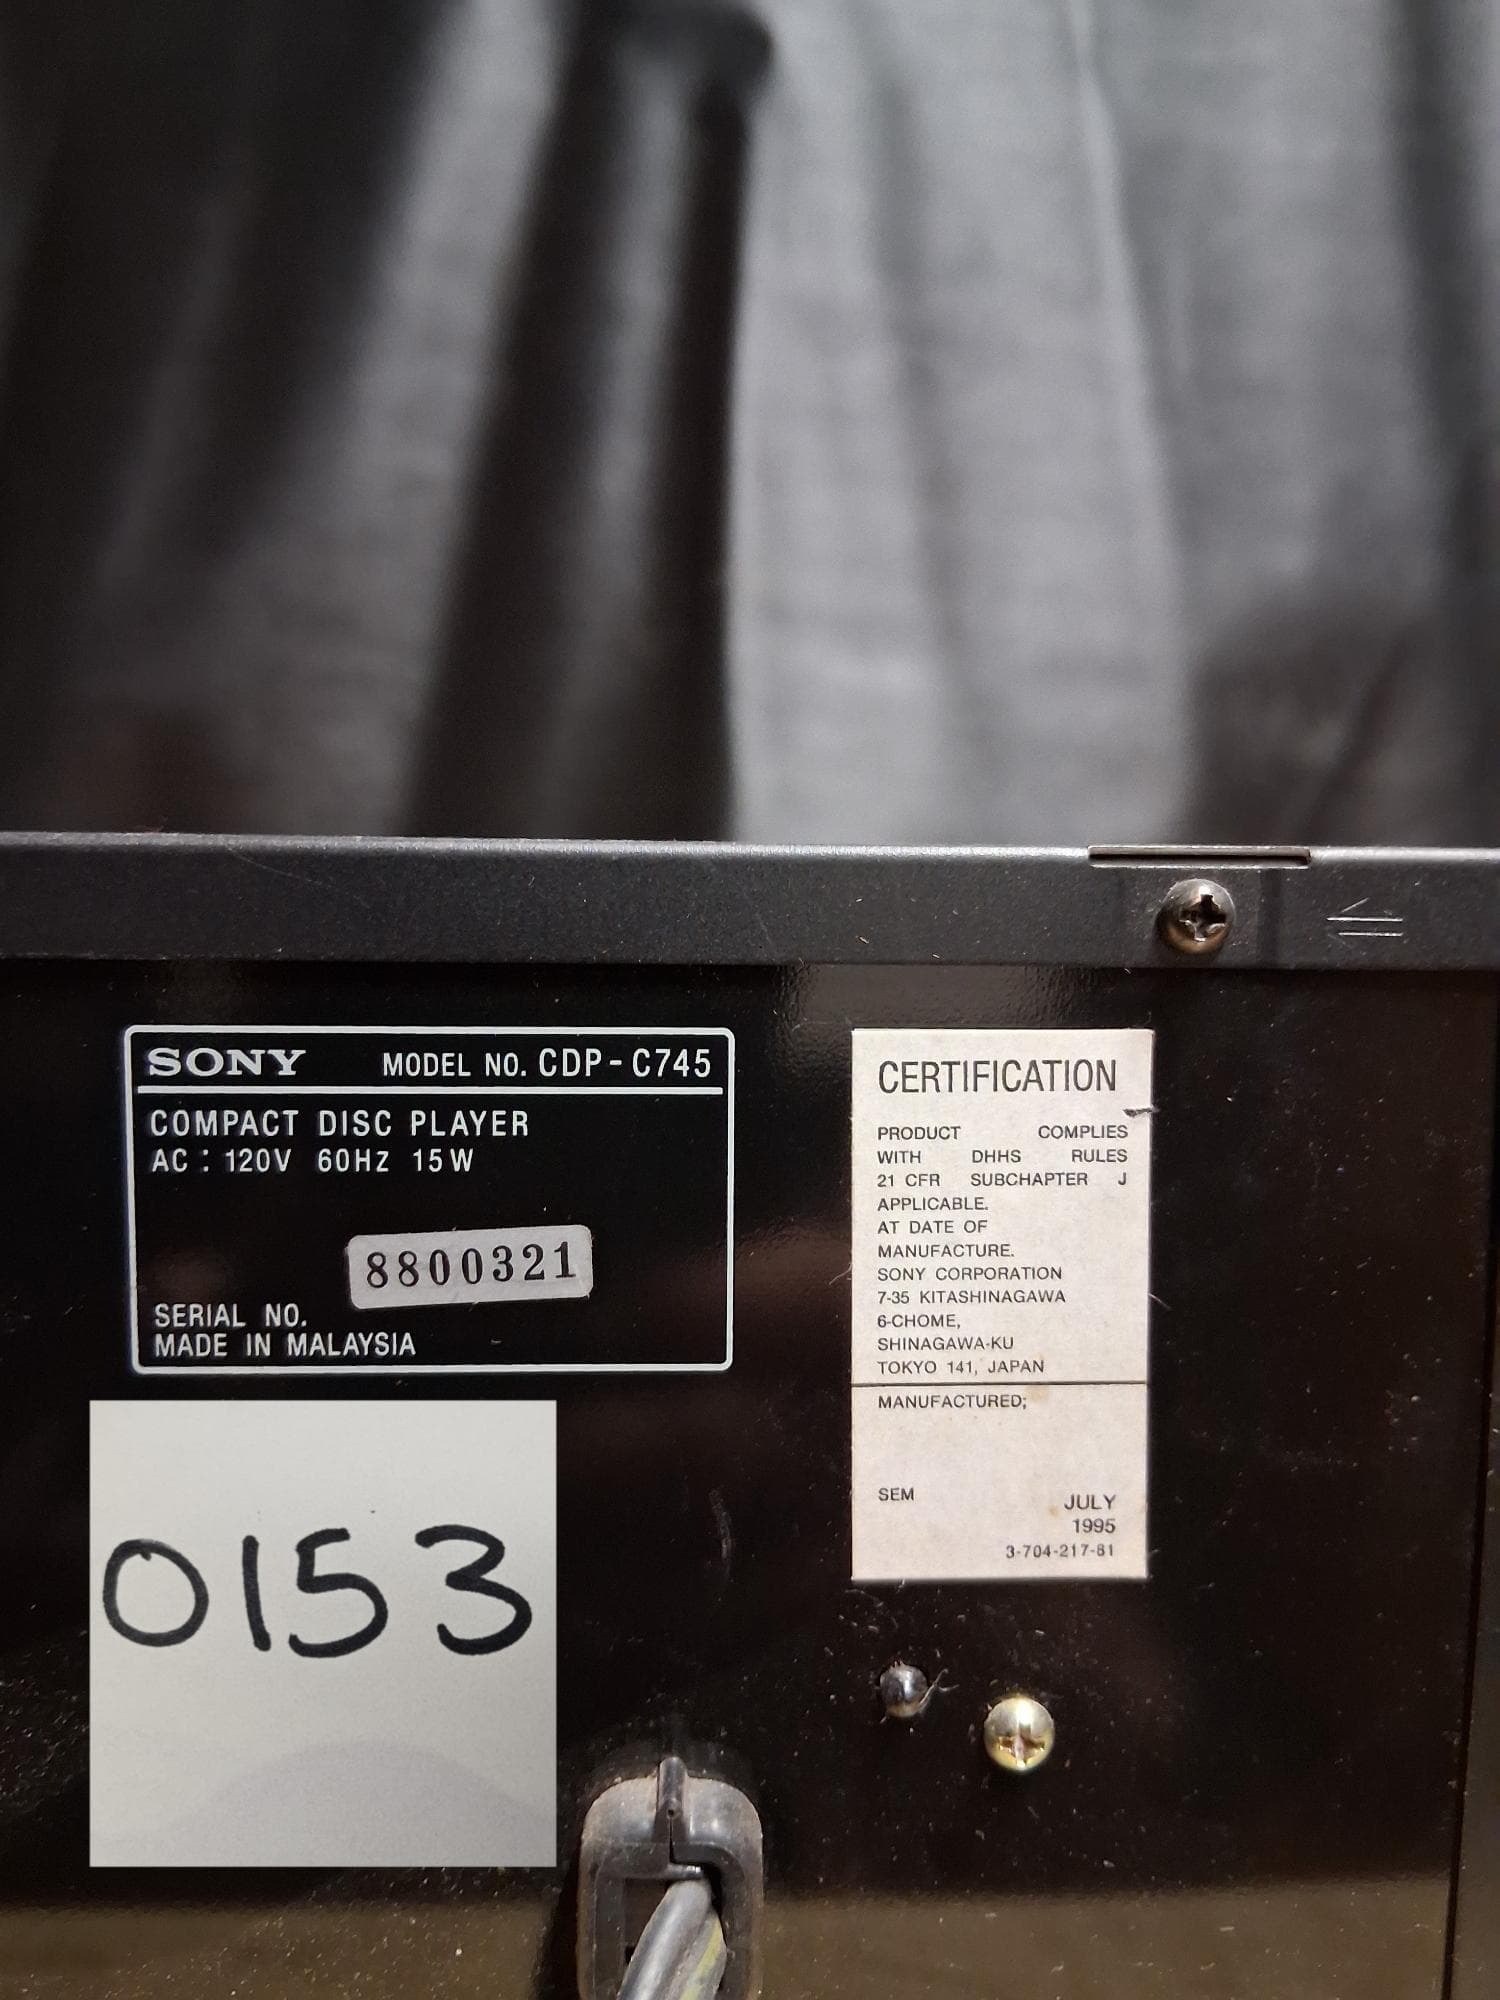 SONY MODEL NO. CDP-C745
COMPACT DISC PLAYER
AC: 120V 60Hz 15W
8800321
SERIAL NO.
MADE IN MALAYSIA
CERTIFICATION
PRODUCT COMPLIES
WITH DHHS RULES
21 CFR SUBCHAPTER J
APPLICABLE.
AT DATE OF
MANUFACTURE.
SONY CORPORATION
7-35 KITASHINAGAWA
6-CHOME,
SHINAGAWA-KU
TOKYO 141, JAPAN
MANUFACTURED;
SEM JULY
1995
3-704-217-81
0153